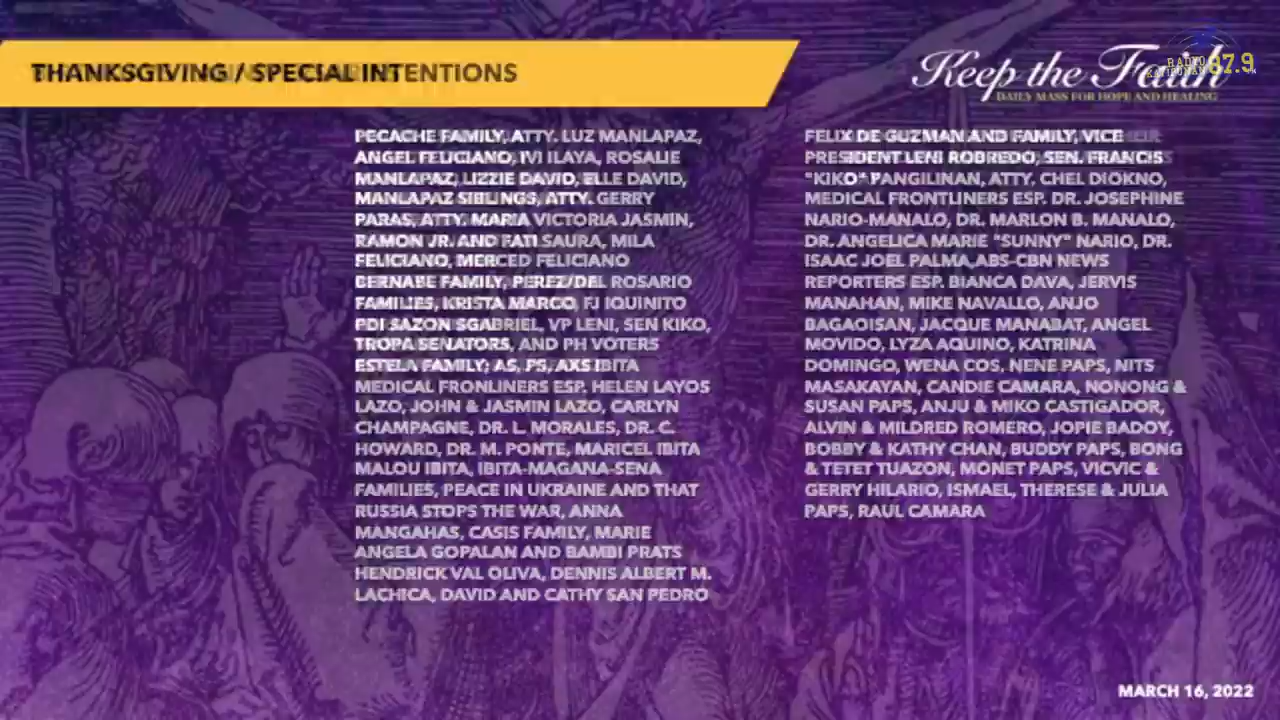 THANKSGIVING / SPECIAL INTENTIONS
Keep the Faith
DAILY MASS FOR HOPE AND HEALING
RADYO
KATIPUNAN 87.9
PECACHE FAMILY, ATTY. LUZ MANLAPAZ,
ANGEL FELICIANO, IVI ILAYA, ROSALIE
MANLAPAZ, LIZZIE DAVID, ELLE DAVID,
MANLAPAZ SIBLINGS, ATTY. GERRY
PARAS, ATTY. MARIA VICTORIA JASMIN,
RAMON JR. AND FATI SAURA, MILA
FELICIANO, MERCED FELICIANO
BERNABE FAMILY, PEREZ/DEL ROSARIO
FAMILIES, KRISTA MARCO, FJ IQUINITO
PDI SAZON SGABRIEL, VP LENI, SEN KIKO,
TROPA SENATORS, AND PH VOTERS
ESTELA FAMILY; AS, PS, AXS IBITA
MEDICAL FRONLINERS ESP. HELEN LAYOS
LAZO, JOHN & JASMIN LAZO, CARLYN
CHAMPAGNE, DR. L. MORALES, DR. C.
HOWARD, DR. M. PONTE, MARICEL IBITA
MALOU IBITA, IBITA-MAGANA-SENA
FAMILIES, PEACE IN UKRAINE AND THAT
RUSSIA STOPS THE WAR, ANNA
MANGAHAS, CASIS FAMILY, MARIE
ANGELA GOPALAN AND BAMBI PRATS
HENDRICK VAL OLIVA, DENNIS ALBERT M.
LACHICA, DAVID AND CATHY SAN PEDRO
FELIX DE GUZMAN AND FAMILY, VICE
PRESIDENT LENI ROBREDO, SEN. FRANCIS
"KIKO" PANGILINAN, ATTY. CHEL DIOKNO,
MEDICAL FRONTLINERS ESP. DR. JOSEPHINE
NARIO-MANALO, DR. MARLON B. MANALO,
DR. ANGELICA MARIE "SUNNY" NARIO, DR.
ISAAC JOEL PALMA,ABS-CBN NEWS
REPORTERS ESP. BIANCA DAVA, JERVIS
MANAHAN, MIKE NAVALLO, ANJO
BAGAOISAN, JACQUE MANABAT, ANGEL
MOVIDO, LYZA AQUINO, KATRINA
DOMINGO, WENA COS, NENE PAPS, NITS
MASAKAYAN, CANDIE CAMARA, NONONG &
SUSAN PAPS, ANJU & MIKO CASTIGADOR,
ALVIN & MILDRED ROMERO, JOPIE BADOY,
BOBBY & KATHY CHAN, BUDDY PAPS, BONG
& TETET TUAZON, MONET PAPS, VICVIC &
GERRY HILARIO, ISMAEL, THERESE & JULIA
PAPS, RAUL CAMARA
MARCH 16, 2022